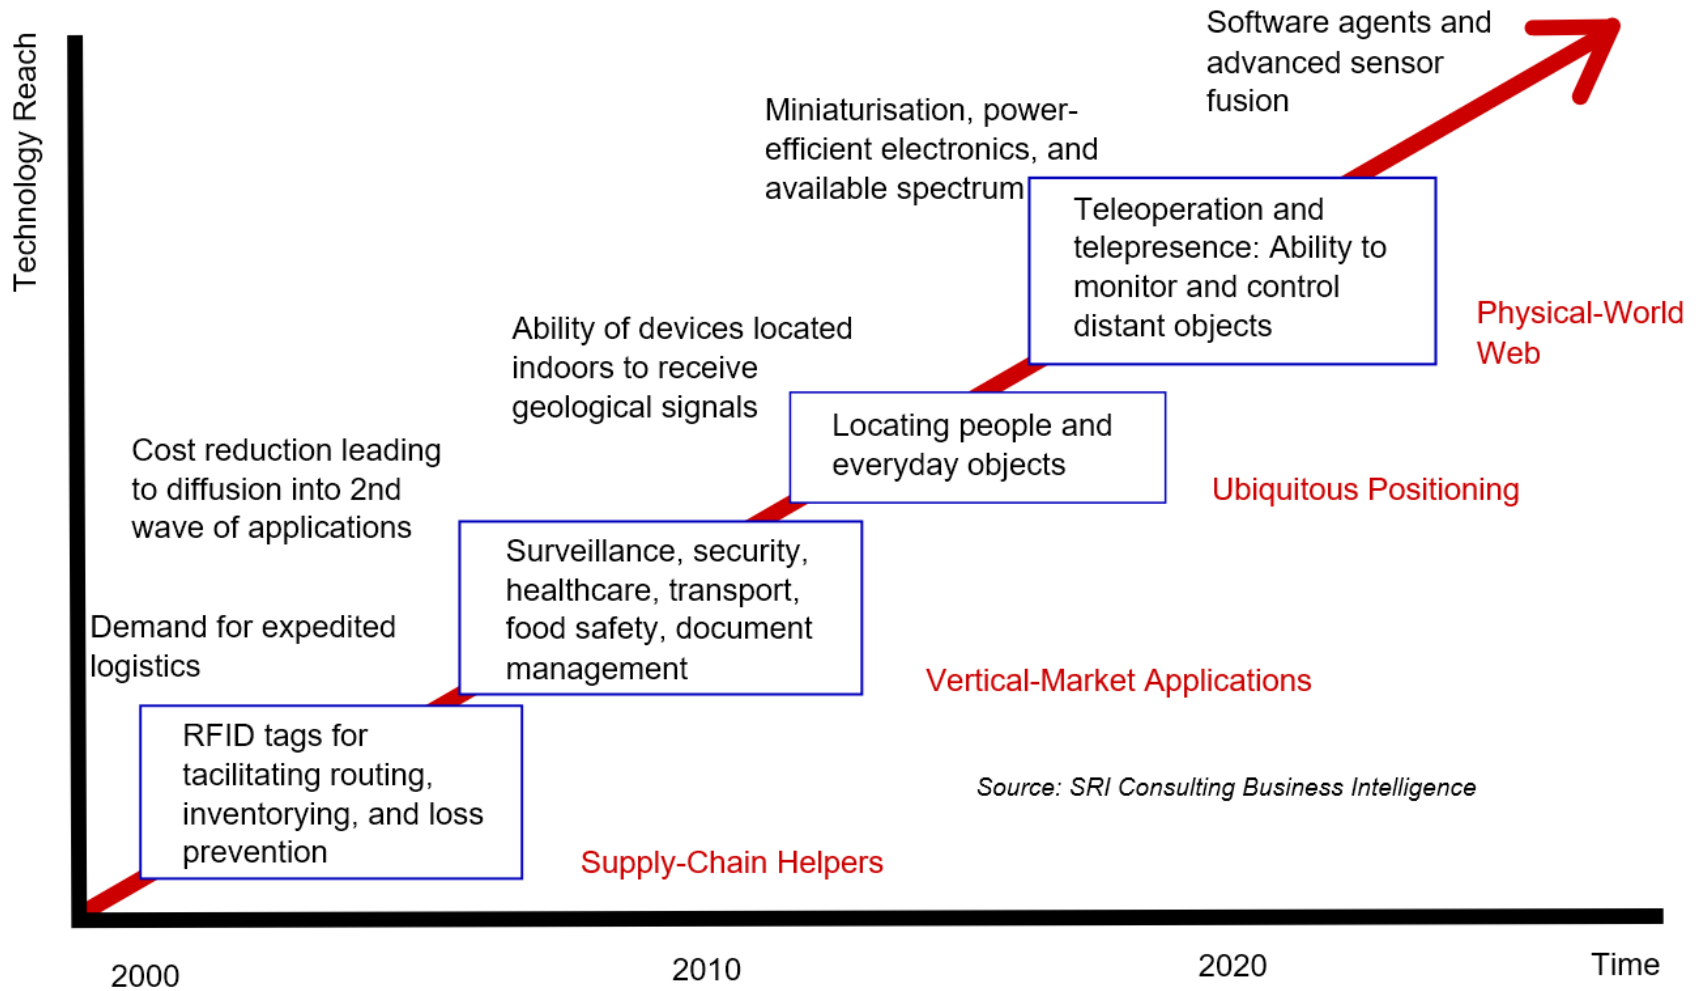 Technology Reach
Software agents and
advanced sensor
fusion
Miniaturisation, power-
efficient electronics, and
available spectrum
Teleoperation and
telepresence: Ability to
monitor and control
distant objects
Physical-World
Web
Ability of devices located
indoors to receive
geological signals
Locating people and
everyday objects
Ubiquitous Positioning
Cost reduction leading
to diffusion into 2nd
wave of applications
Surveillance, security,
healthcare, transport,
food safety, document
management
Vertical-Market Applications
Demand for expedited
logistics
RFID tags for
tacilitating routing,
inventorying, and loss
prevention
Supply-Chain Helpers
Source: SRI Consulting Business Intelligence
2000
2010
2020
Time